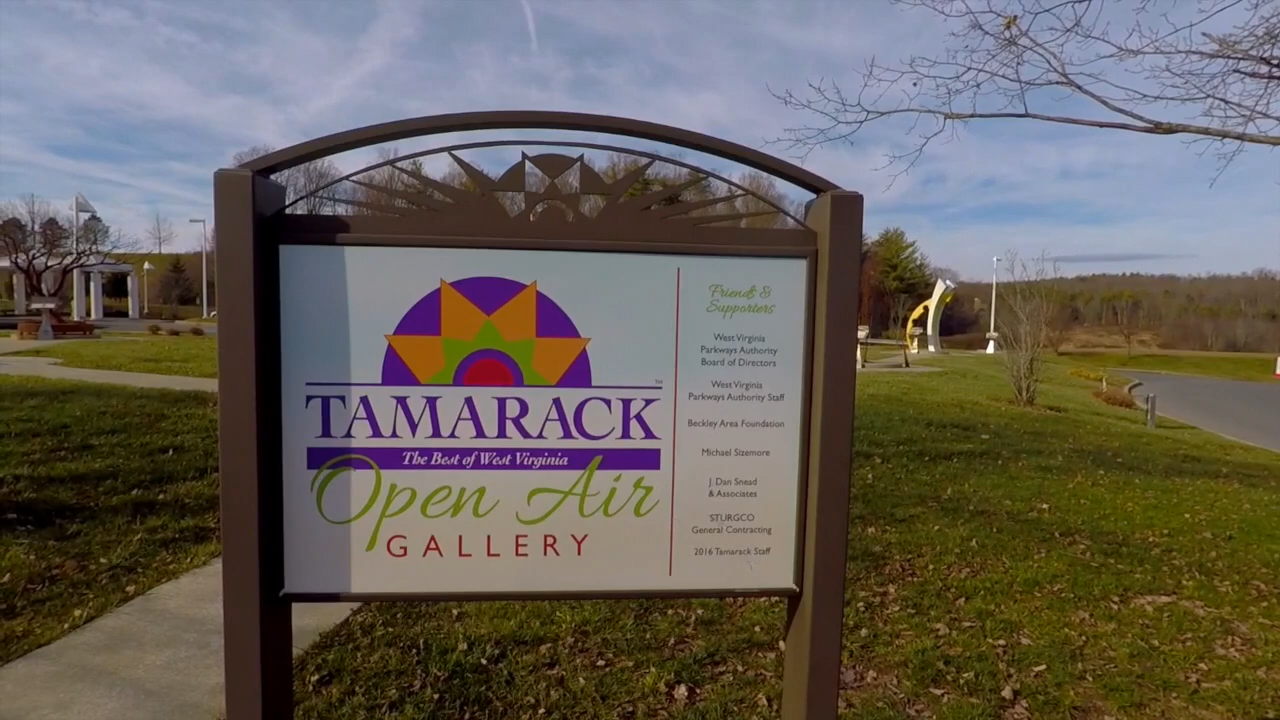 TAMARACK
TM
The Best of West Virginia
Open Air
GALLERY
Friends &
Supporters
West Virginia
Parkways Authority
Board of Directors
West Virginia
Parkways Authority Staff
Beckley Area Foundation
Michael Sizemore
J. Dan Snead
& Associates
STURGCO
General Contracting
2016 Tamarack Staff